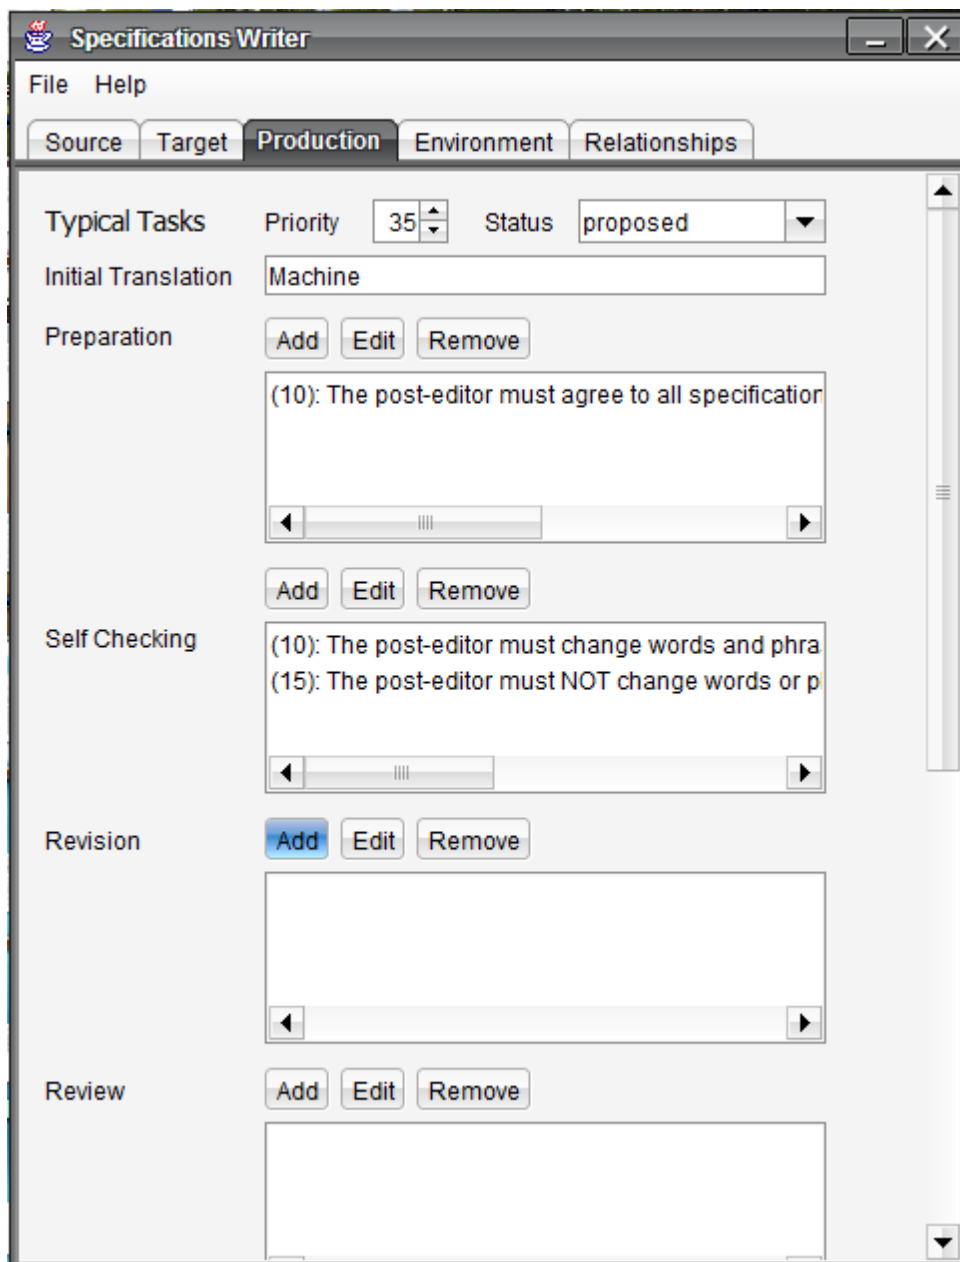 Specifications Writer
File Help
Source Target Production Environment Relationships
Typical Tasks Priority 35 Status proposed
Initial Translation Machine
Preparation Add Edit Remove
(10): The post-editor must agree to all specification
Add Edit Remove
Self Checking
(10): The post-editor must change words and phra
(15): The post-editor must NOT change words or p
Revision Add Edit Remove
Review Add Edit Remove